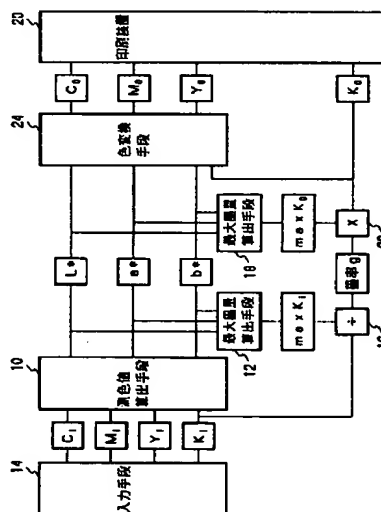 14
入力手段
Ci
Mi
Yi
Ki
10
測色値
算出手段
L*
a*
b*
12
最大墨量
算出手段
max Ki
÷
墨率g
18
最大墨量
算出手段
max K0
×
24
色変換
手段
C0
M0
Y0
K0
20
印刷装置